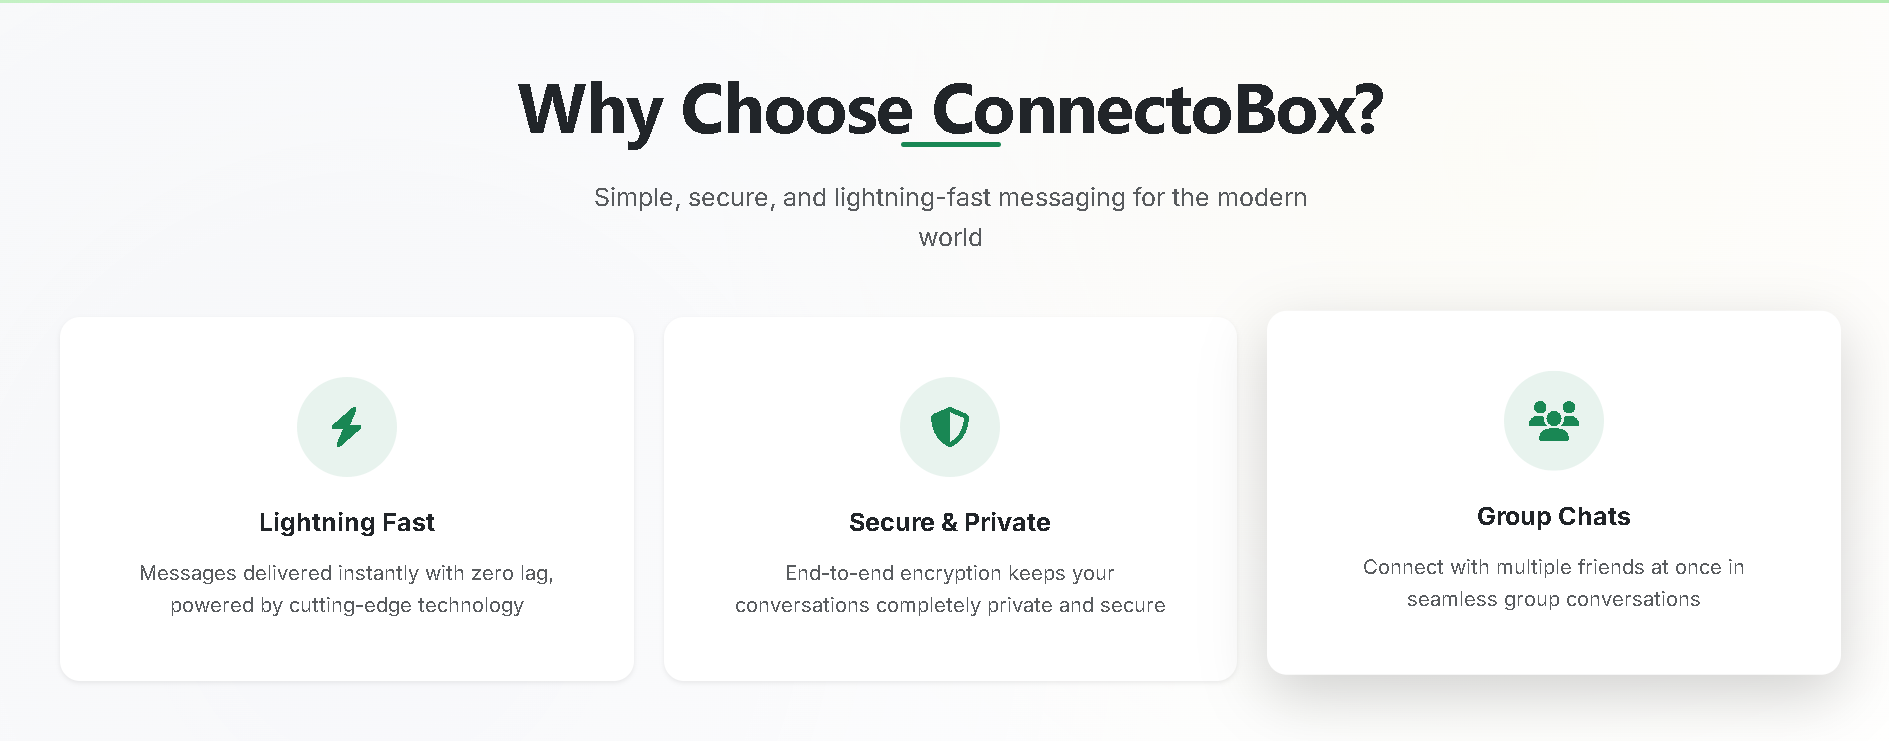 Why Choose ConnectoBox?
Simple, secure, and lightning-fast messaging for the modern
world
Lightning Fast
Messages delivered instantly with zero lag,
powered by cutting-edge technology
Secure & Private
End-to-end encryption keeps your
conversations completely private and secure
Group Chats
Connect with multiple friends at once in
seamless group conversations